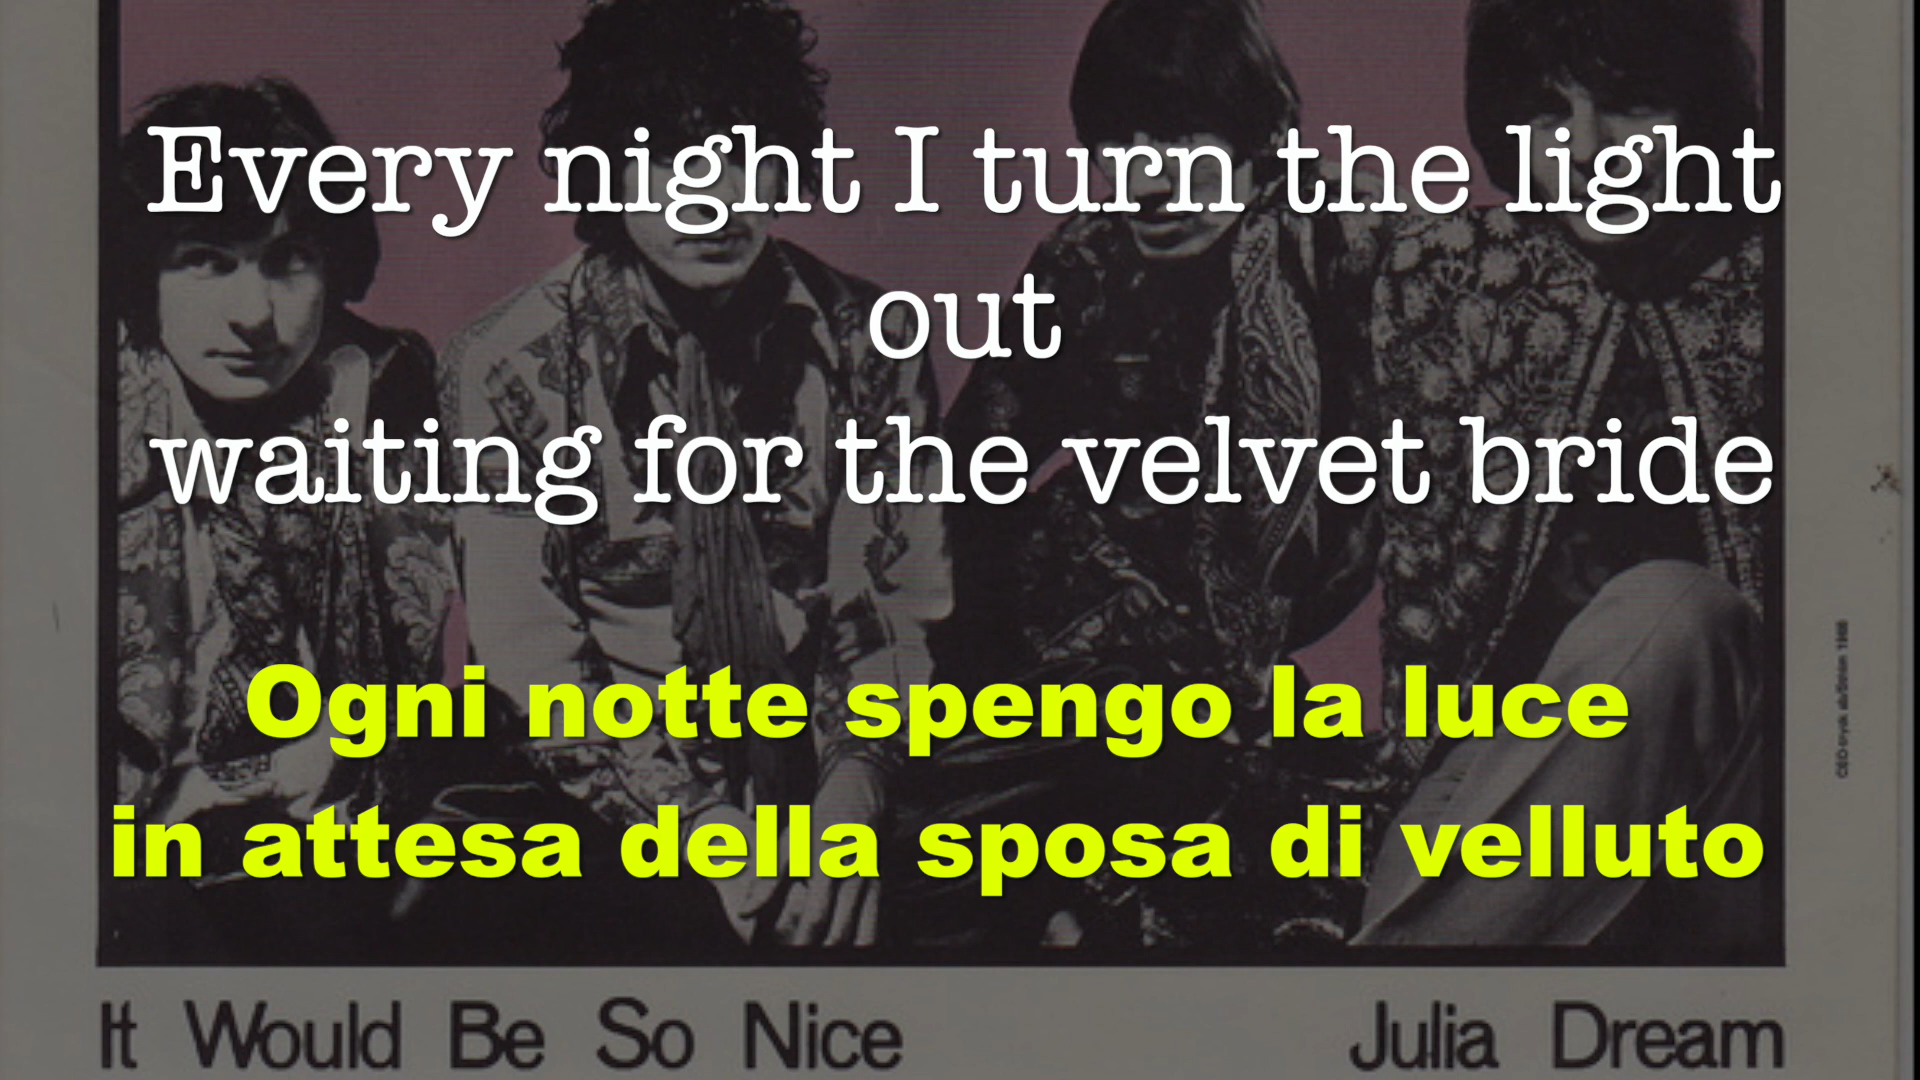 Every night I turn the light
out
waiting for the velvet bride
Ogni notte spengo la luce
in attesa della sposa di velluto
It Would Be So Nice
Julia Dream